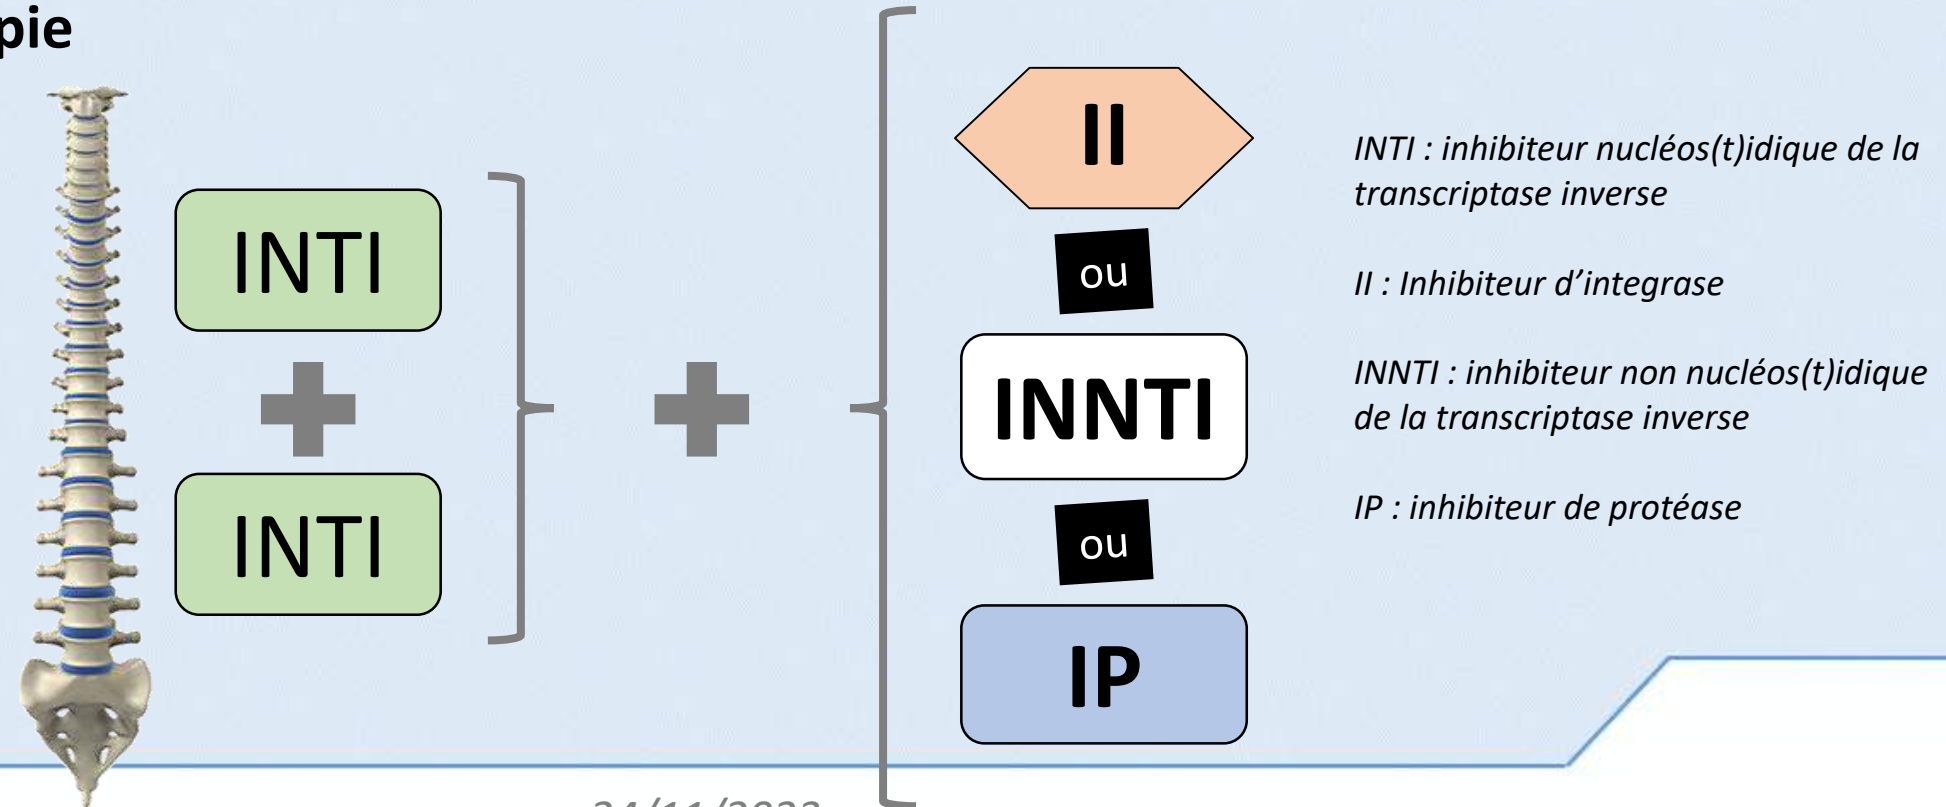 pie
INTI
INTI
II
ou
INNTI
ou
IP
INTI : inhibiteur nucléos(t)idique de la
transcriptase inverse
II : Inhibiteur d’integrase
INNTI : inhibiteur non nucléos(t)idique
de la transcriptase inverse
IP : inhibiteur de protéase